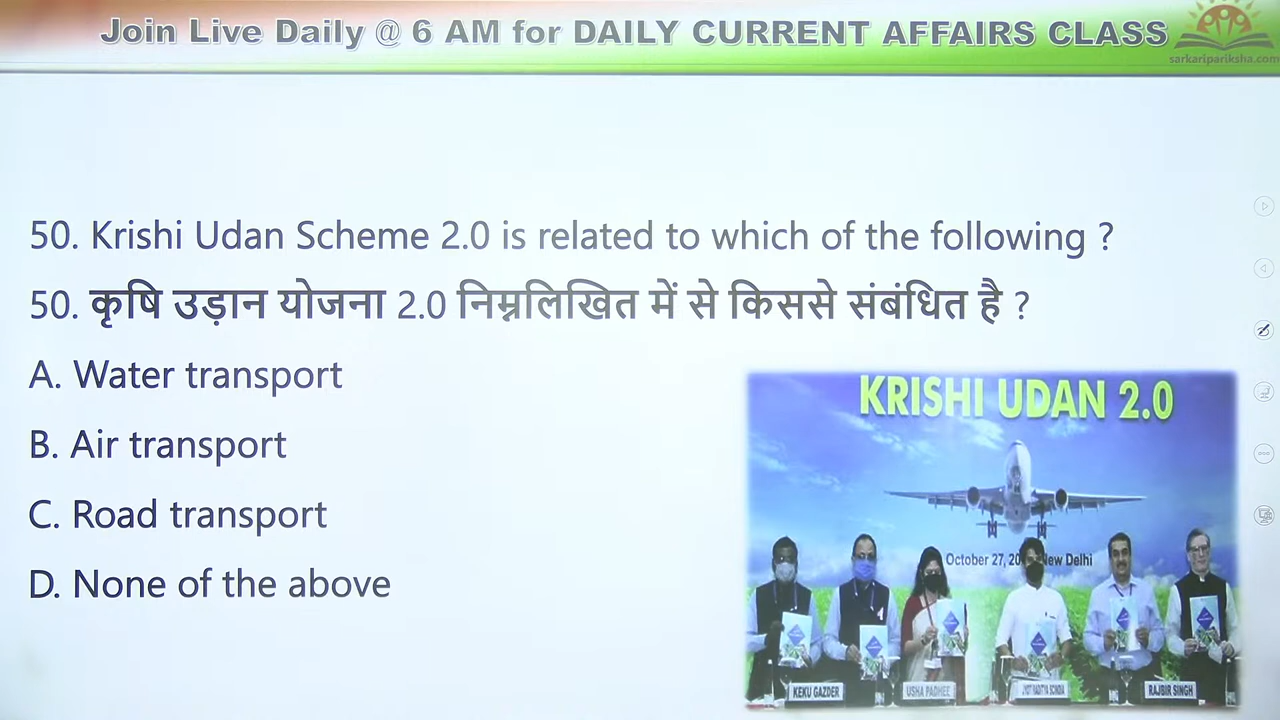 Join Live Daily @ 6 AM for DAILY CURRENT AFFAIRS CLASS
sarkaripariksha.com
50. Krishi Udan Scheme 2.0 is related to which of the following ?
50. कृषि उड़ान योजना 2.0 निम्नलिखित में से किससे संबंधित है ?
A. Water transport
B. Air transport
C. Road transport
D. None of the above
KRISHI UDAN 2.0
October 27, New Delhi
KEKU GAZDER
USHA PADHEE
RAJBIR SINGH